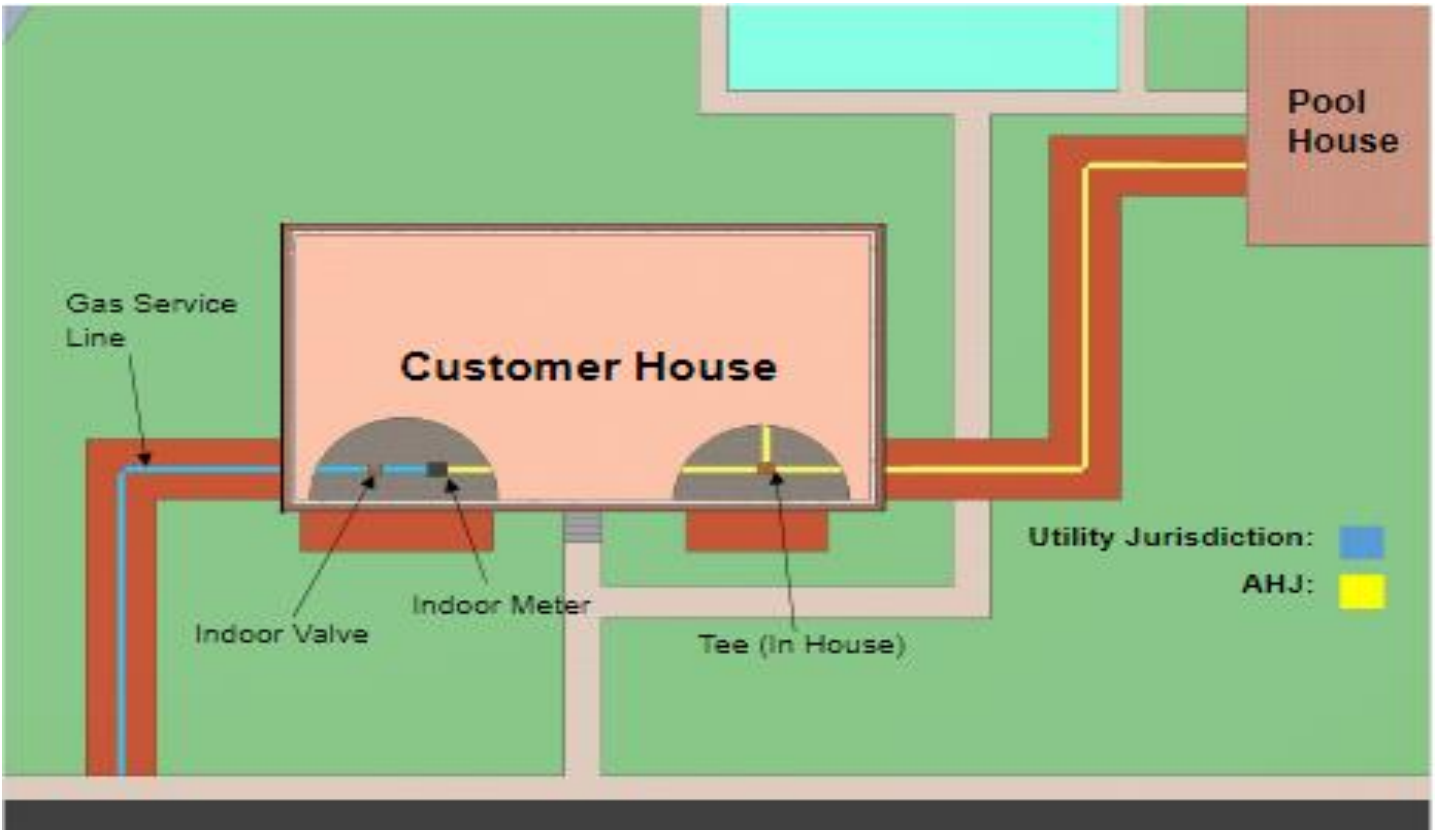 Pool
House
Gas Service
Line
Customer House
Utility Jurisdiction:
AHJ:
Indoor Meter
Indoor Valve
Tee (In House)